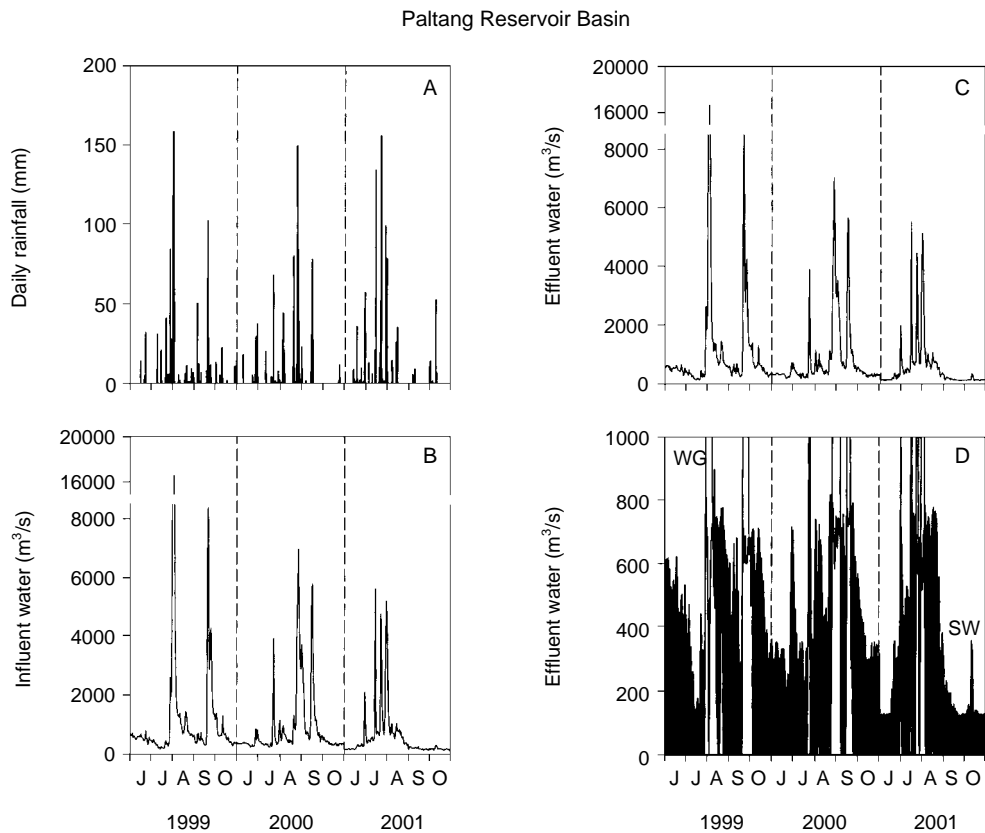 Paltang Reservoir Basin
A
Daily rainfall (mm)
200
150
100
50
0
C
Effluent water (m³/s)
20000
16000
8000
6000
4000
2000
0
J J A S O J J A S O J J A S O
B
Influent water (m³/s)
20000
16000
8000
6000
4000
2000
0
J J A S O J J A S O J J A S O
1999 2000 2001
D
WG
SW
Effluent water (m³/s)
1000
800
600
400
200
0
J J A S O J J A S O J J A S O
1999 2000 2001